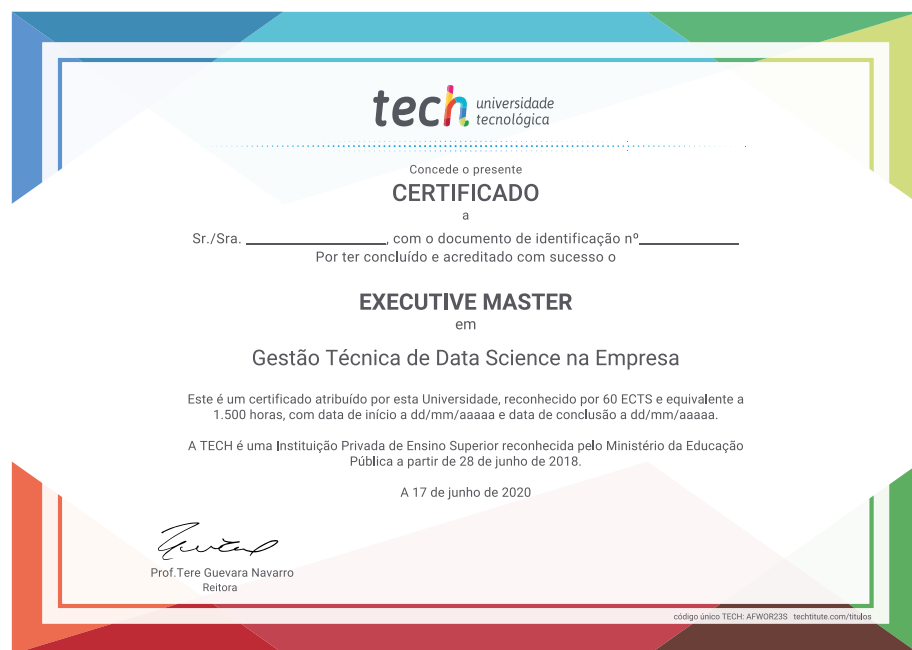 tech universidade
tecnológica
Concede o presente
CERTIFICADO
a
Sr./Sra. ________________, com o documento de identificação nº____________
Por ter concluído e acreditado com sucesso o
EXECUTIVE MASTER
em
Gestão Técnica de Data Science na Empresa
Este é um certificado atribuído por esta Universidade, reconhecido por 60 ECTS e equivalente a
1.500 horas, com data de início a dd/mm/aaaaa e data de conclusão a dd/mm/aaaaa.
A TECH é uma Instituição Privada de Ensino Superior reconhecida pelo Ministério da Educação
Pública a partir de 28 de junho de 2018.
A 17 de junho de 2020
Prof.Tere Guevara Navarro
Reitora
código único TECH: AFWOR23S techtitute.com/titulos